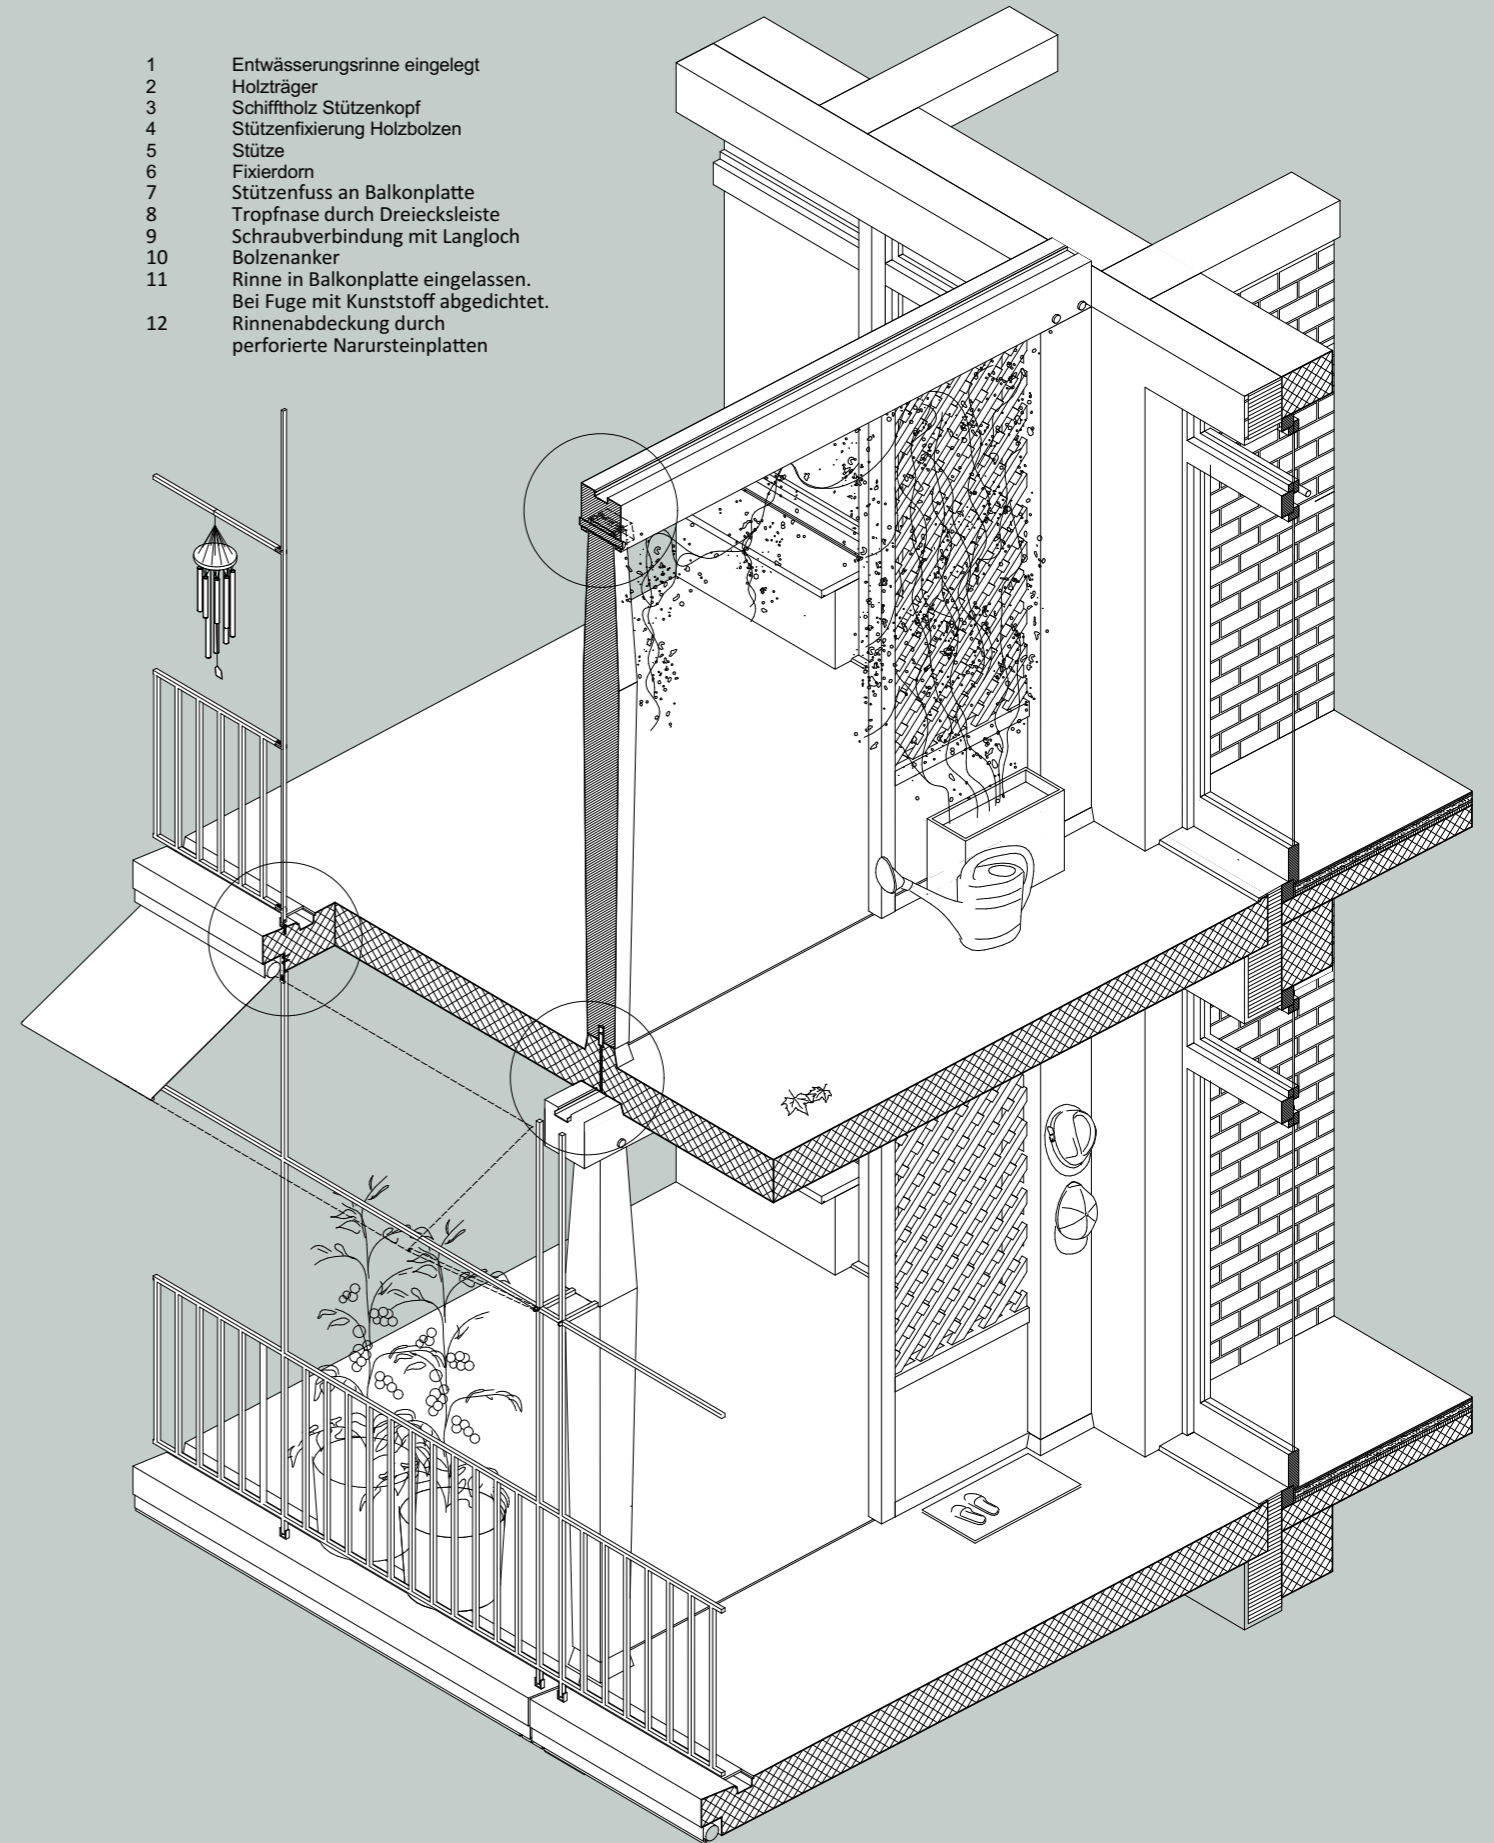 1 Entwässerungsrinne eingelegt
2 Holzträger
3 Schifftholz Stützenkopf
4 Stützenfixierung Holzbolzen
5 Stütze
6 Fixierdorn
7 Stützenfuss an Balkonplatte
8 Tropfnase durch Dreiecksleiste
9 Schraubverbindung mit Langloch
10 Bolzenanker
11 Rinne in Balkonplatte eingelassen.
Bei Fuge mit Kunststoff abgedichtet.
12 Rinnenabdeckung durch
perforierte Narursteinplatten